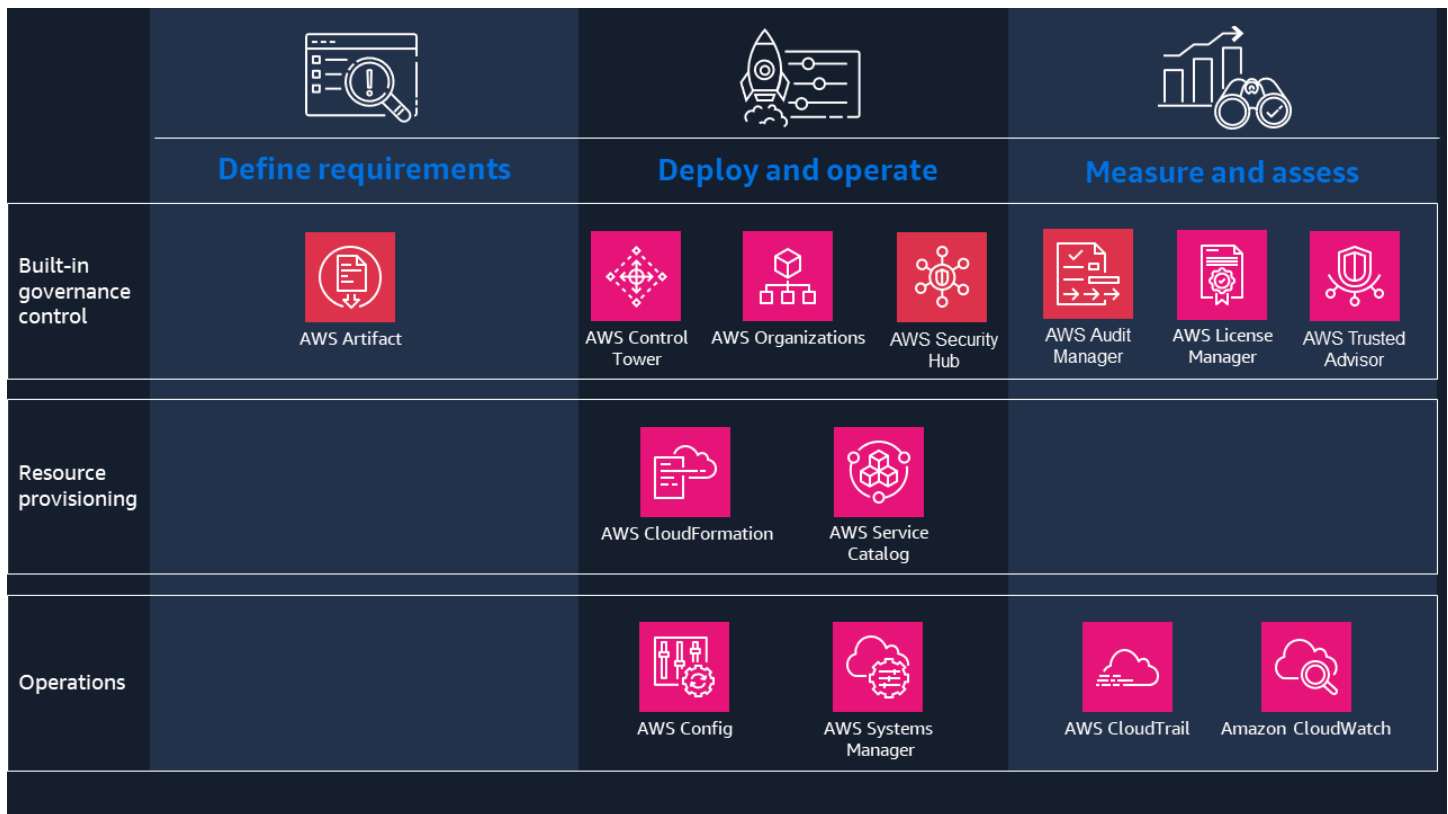 Define requirements
Deploy and operate
Measure and assess
Built-in
governance
control
AWS Artifact
AWS Control
Tower
AWS Organizations
AWS Security
Hub
AWS Audit
Manager
AWS License
Manager
AWS Trusted
Advisor
Resource
provisioning
AWS CloudFormation
AWS Service
Catalog
Operations
AWS Config
AWS Systems
Manager
AWS CloudTrail
Amazon CloudWatch